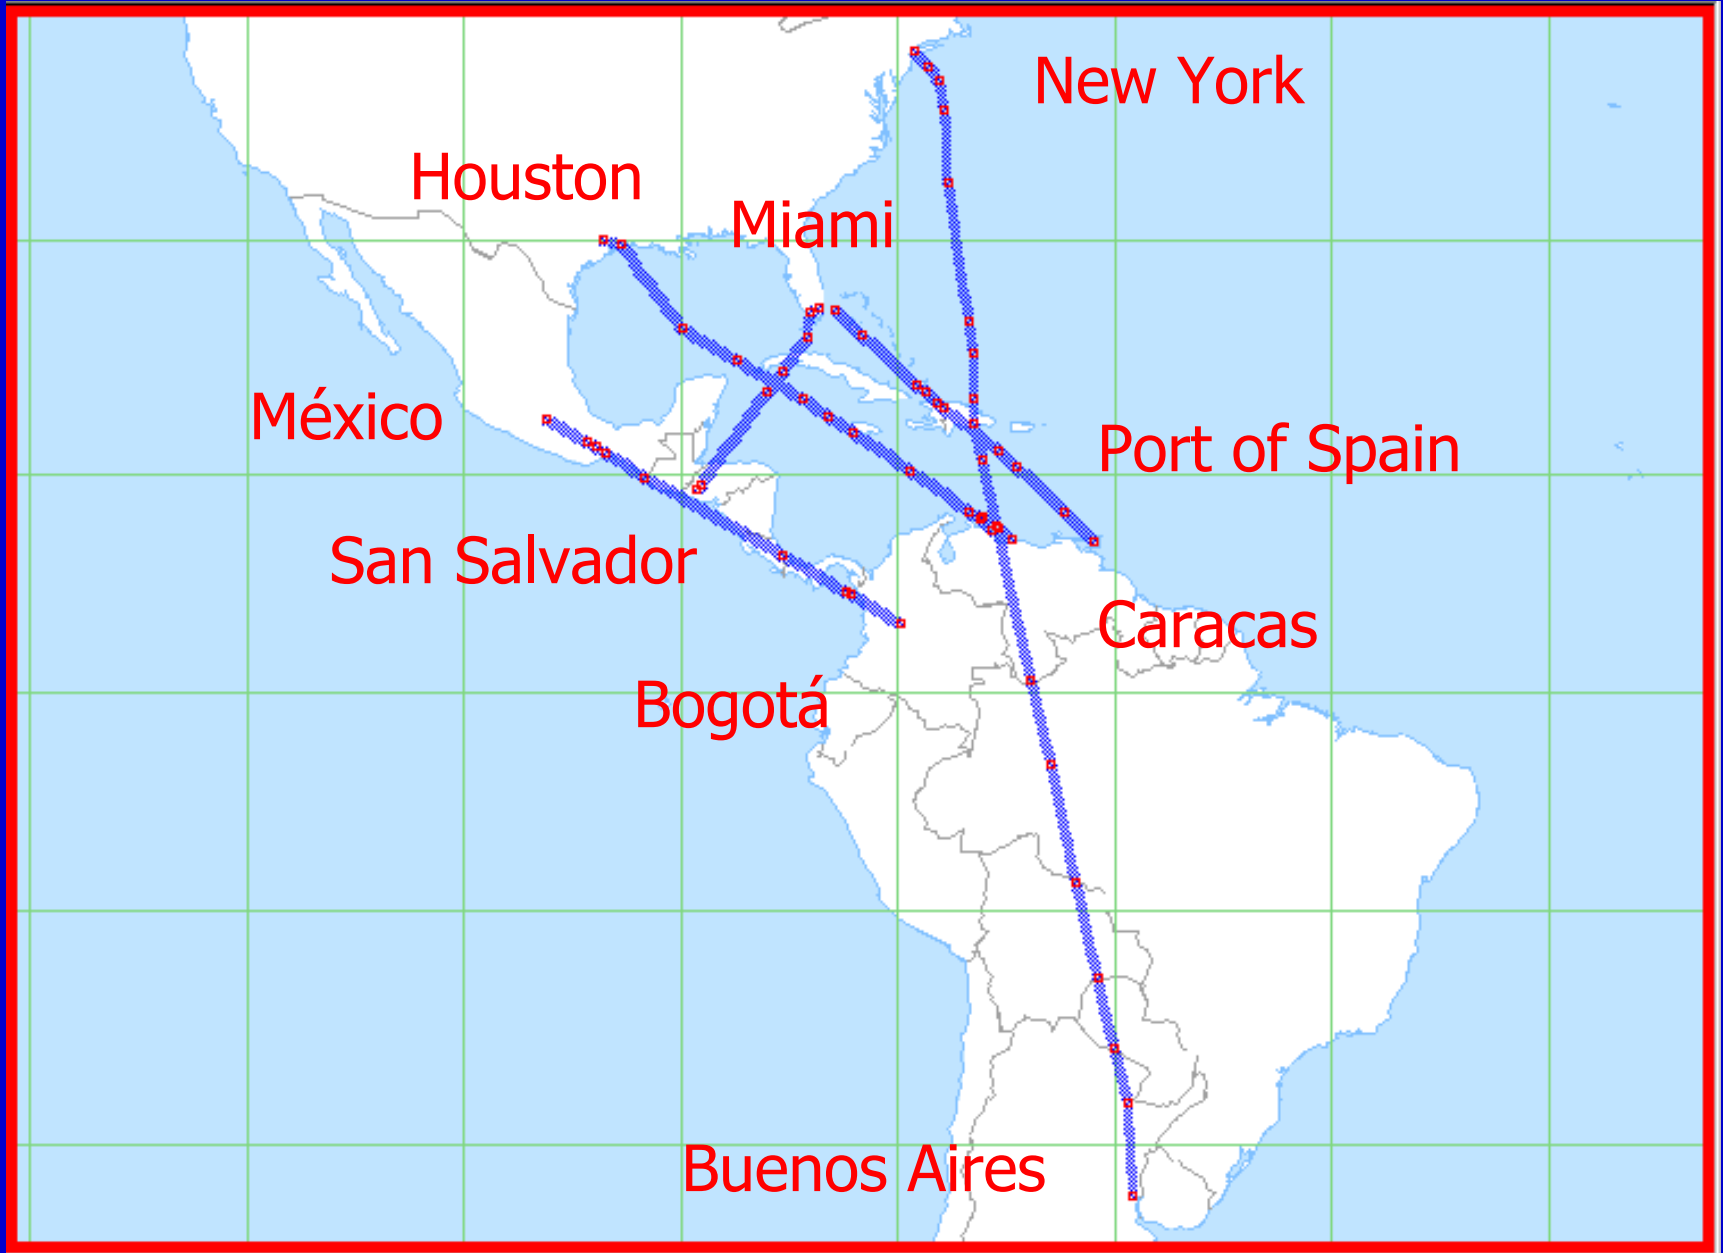 New York
Houston
Miami
México
Port of Spain
San Salvador
Caracas
Bogotá
Buenos Aires